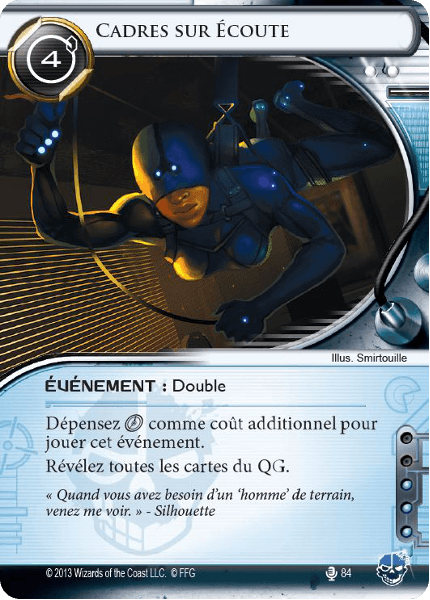 CADRES SUR ÉCOUTE
4
Illus. Smirtouille
ÉVÉNEMENT : Double
Dépensez comme coût additionnel pour
jouer cet événement.
Révélez toutes les cartes du QG.
« Quand vous avez besoin d'un 'homme' de terrain,
venez me voir. » - Silhouette
© 2013 Wizards of the Coast LLC. © FFG
84